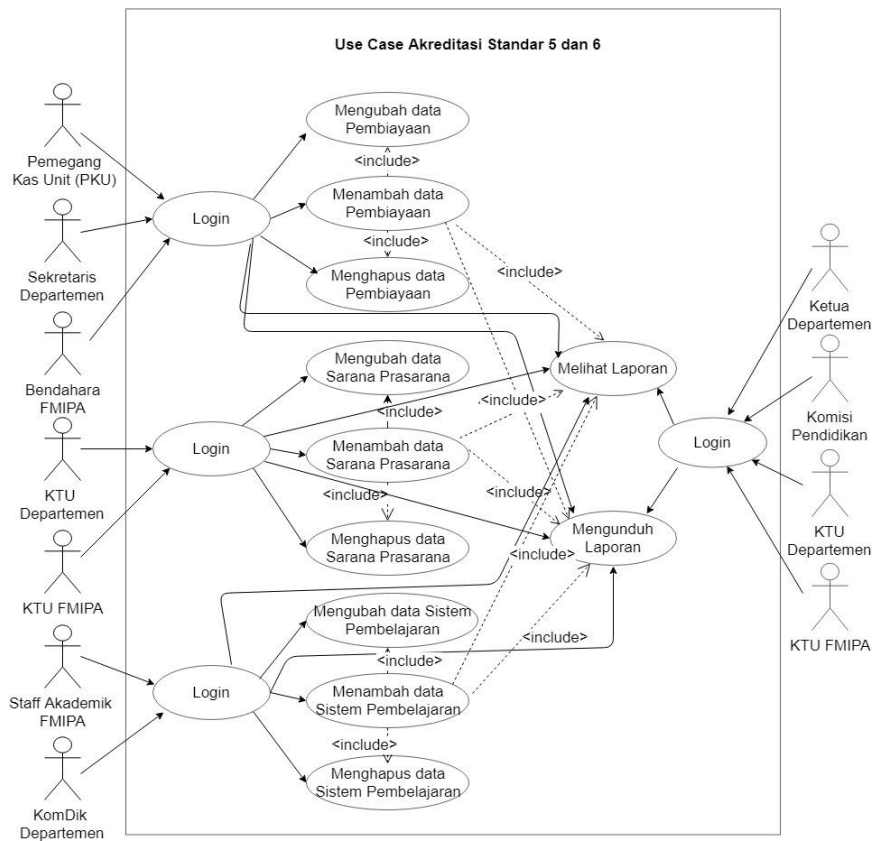 Use Case Akreditasi Standar 5 dan 6
Pemegang
Kas Unit (PKU)
Sekretaris
Departemen
Bendahara
FMIPA
KTU
Departemen
KTU FMIPA
Staff Akademik
FMIPA
KomDik
Departemen
Login
Mengubah data
Pembiayaan
<include>
Menambah data
Pembiayaan
<include>
Menghapus data
Pembiayaan
<include>
Login
Mengubah data
Sarana Prasarana
<include>
Menambah data
Sarana Prasarana
<include>
Menghapus data
Sarana Prasarana
<include>
<include>
Login
Mengubah data Sistem
Pembelajaran
<include>
Menambah data
Sistem Pembelajaran
<include>
Menghapus data
Sistem Pembelajaran
<include>
<include>
Melihat Laporan
Mengunduh
Laporan
Login
Ketua
Departemen
Komisi
Pendidikan
KTU
Departemen
KTU FMIPA